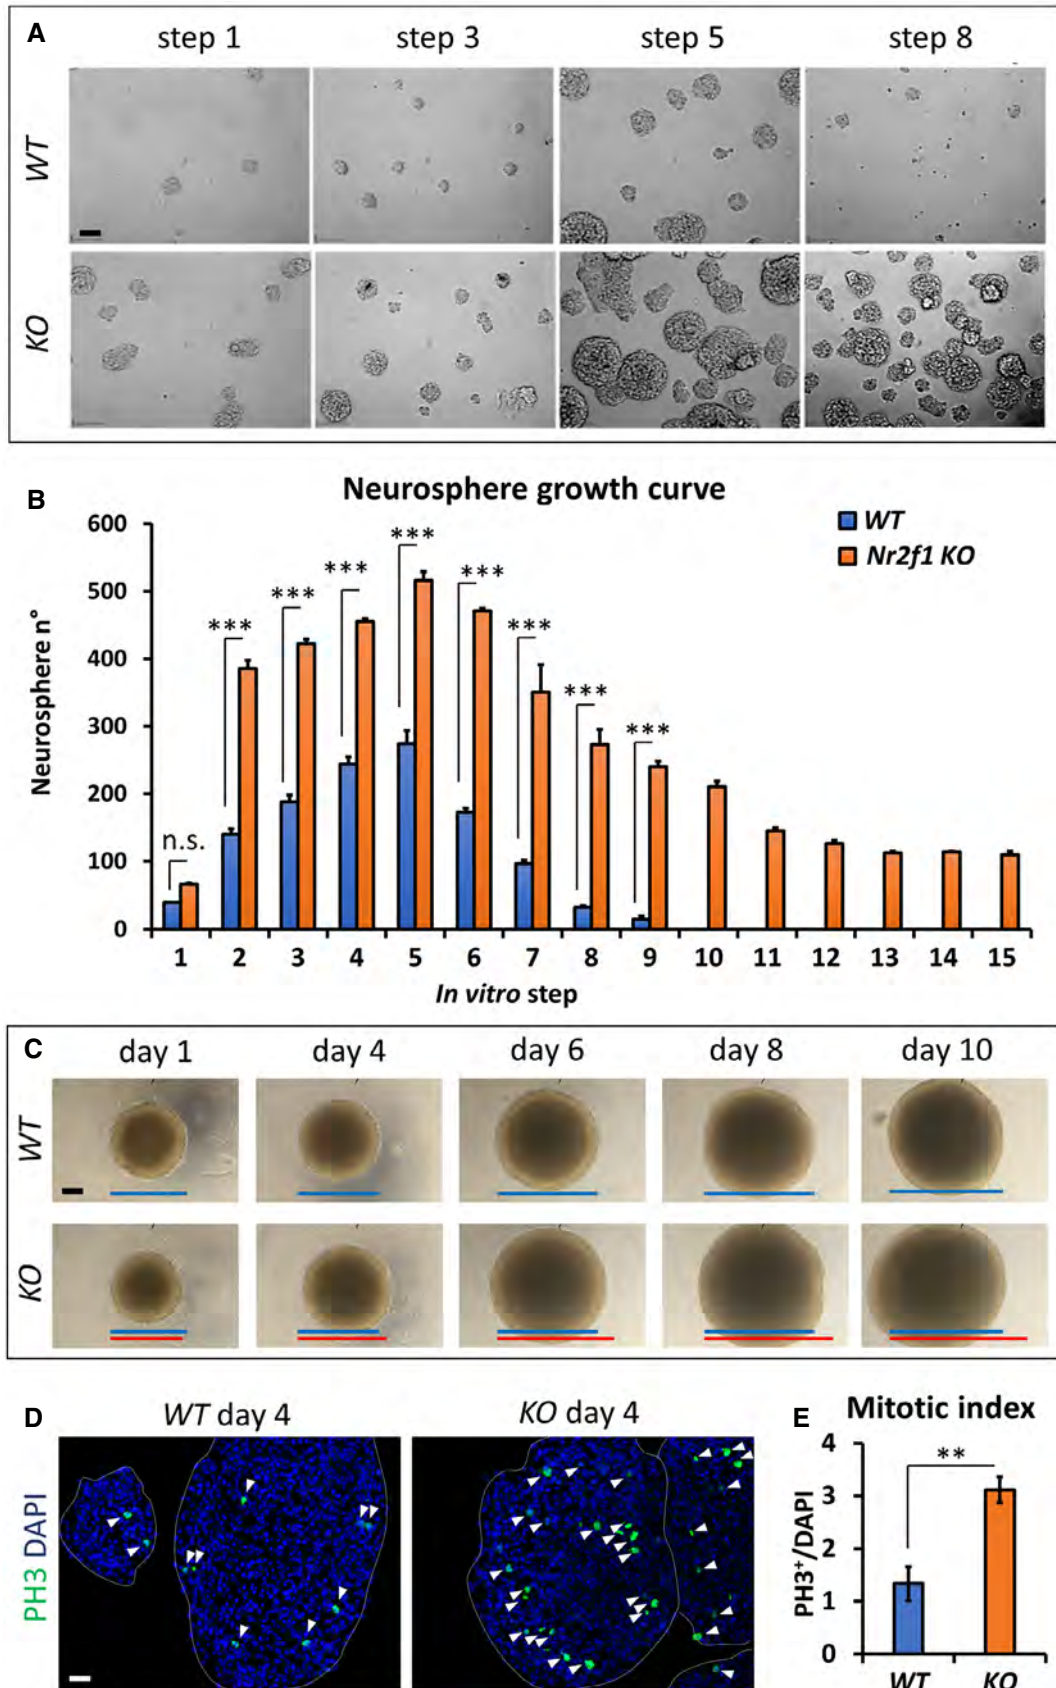 A
step 1 step 3 step 5 step 8
WT
KO
B
Neurosphere growth curve
WT
Nr2f1 KO
Neurosphere n°
600
500
400
300
200
100
0
n.s. *** *** *** *** *** *** *** ***
1 2 3 4 5 6 7 8 9 10 11 12 13 14 15
In vitro step
C
day 1 day 4 day 6 day 8 day 10
WT
KO
D
WT day 4 KO day 4
PH3 DAPI
E
Mitotic index
PH3+/DAPI
4
3
2
1
0
**
WT KO